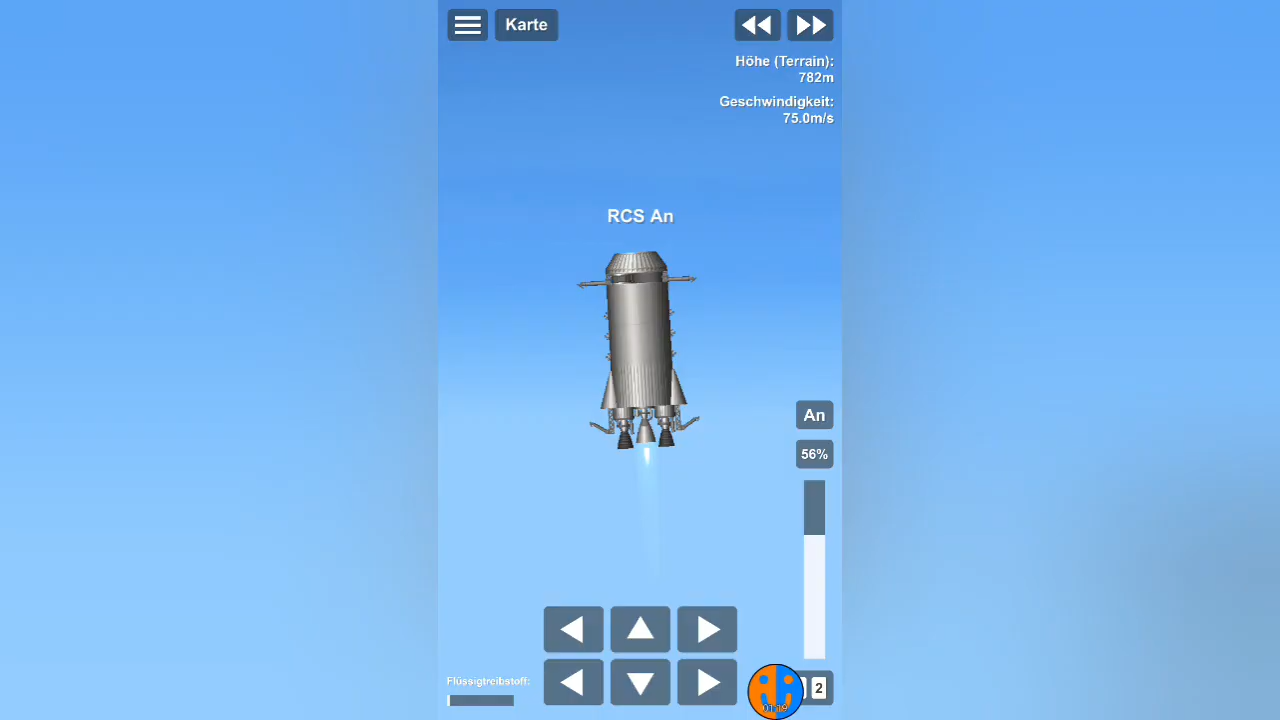 Karte
Höhe (Terrain):
782m
Geschwindigkeit:
75.0m/s
RCS An
An
56%
Flüssigtreibstoff:
2